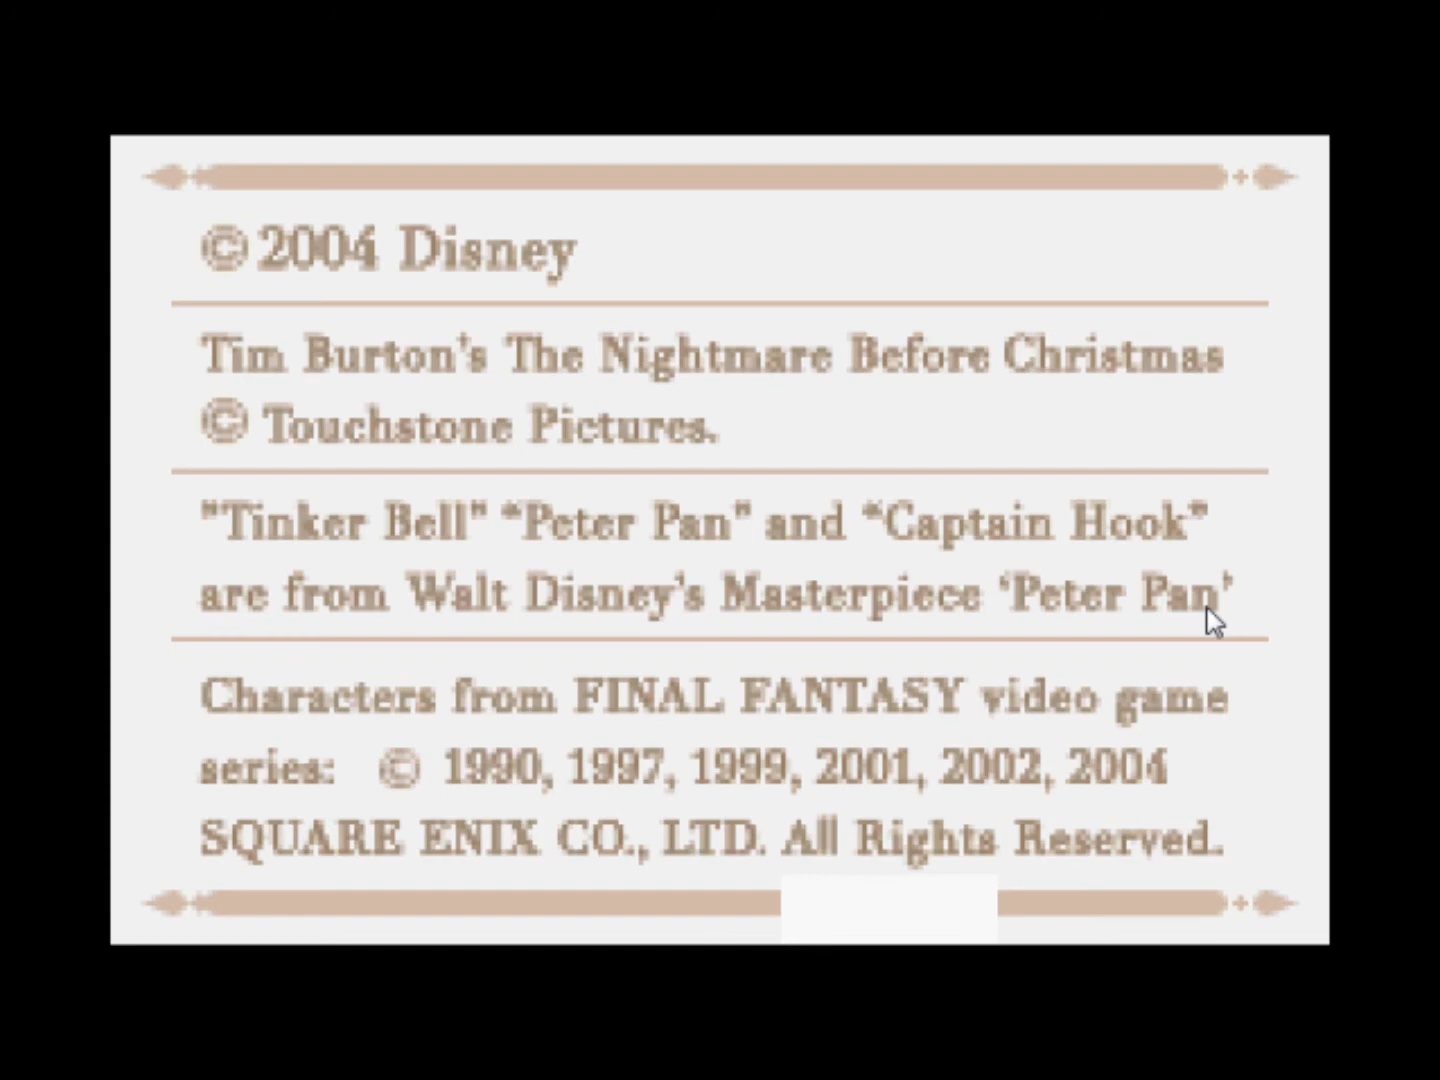 © 2004 Disney
Tim Burton's The Nightmare Before Christmas
© Touchstone Pictures.
"Tinker Bell" “Peter Pan” and “Captain Hook”
are from Walt Disney's Masterpiece ‘Peter Pan’
Characters from FINAL FANTASY video game
series: © 1990, 1997, 1999, 2001, 2002, 2004
SQUARE ENIX CO., LTD. All Rights Reserved.